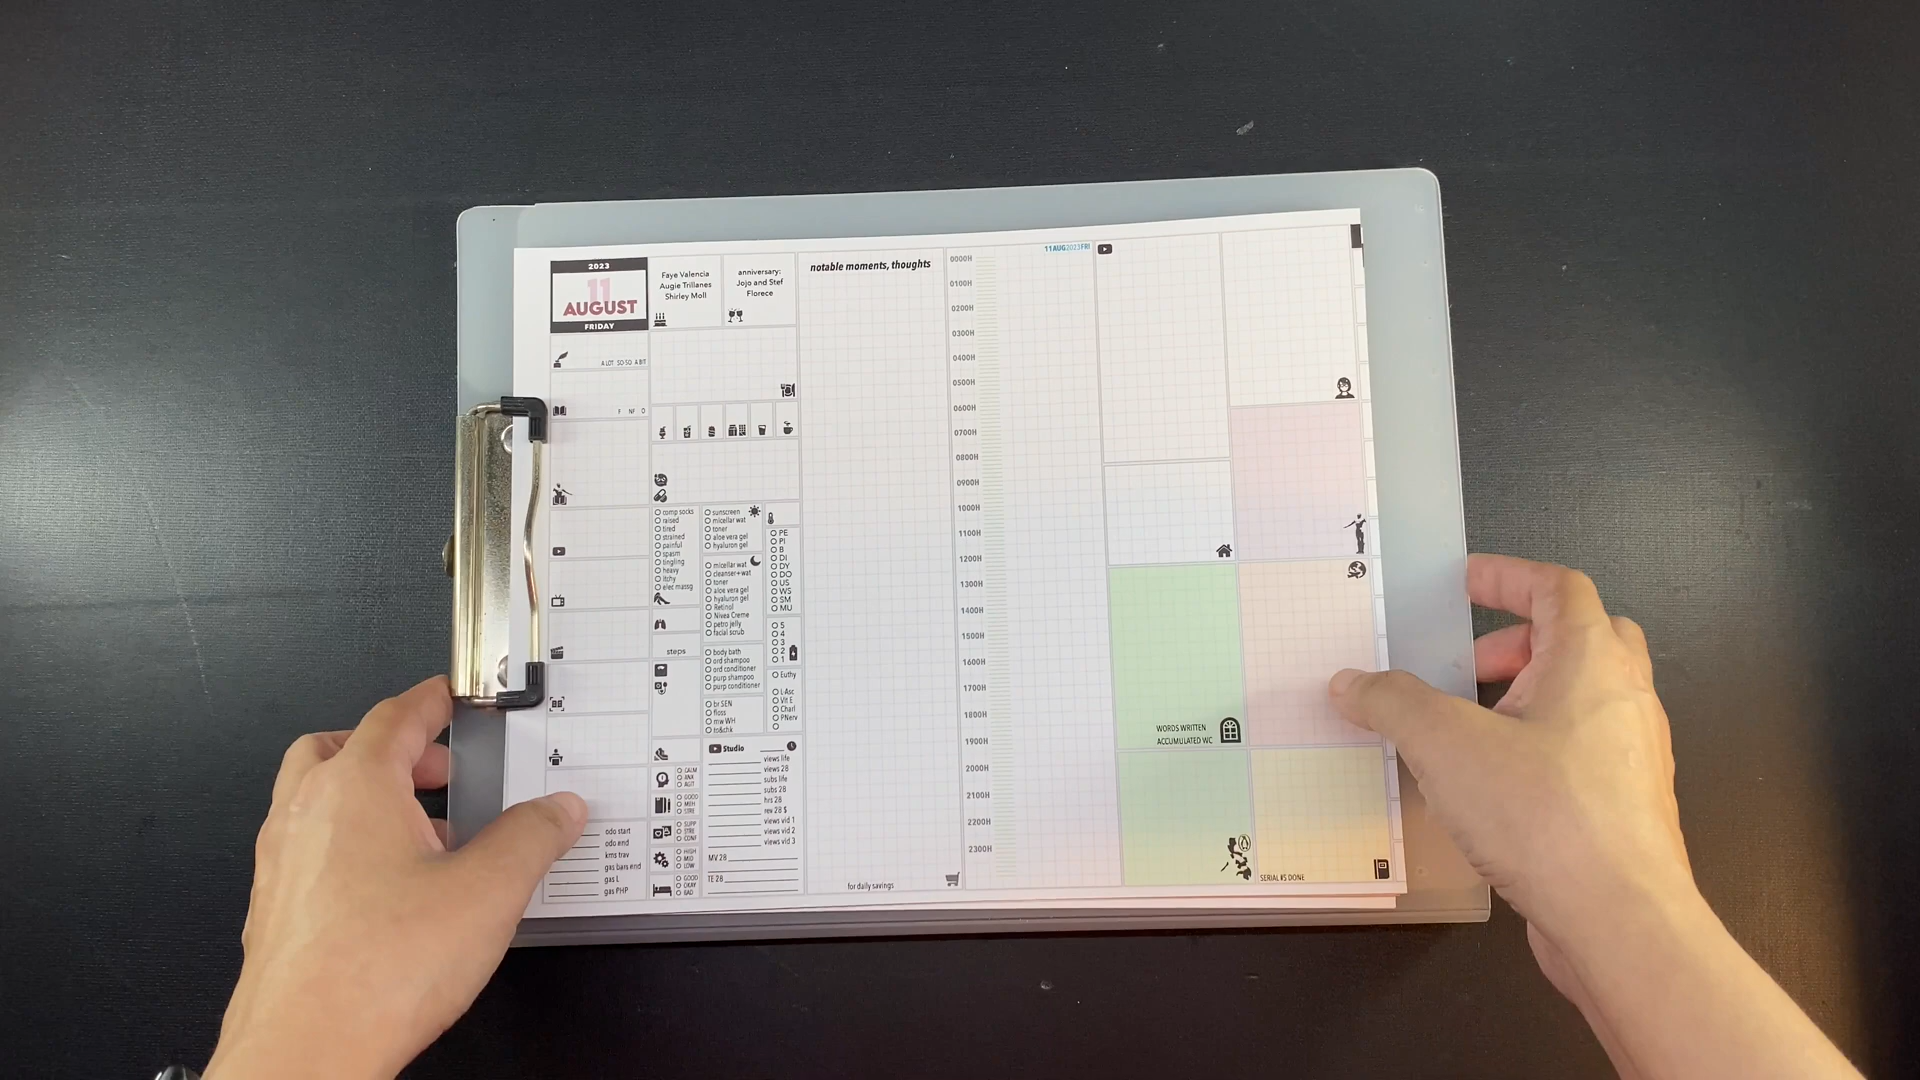 2023
11
AUGUST
FRIDAY
Faye Valencia
Augie Trillanes
Shirley Moll
anniversary:
Jojo and Stef
Florece
A LOT SO-SO A BIT
F NF O
comp socks
raised
tired
strained
painful
spasm
tingling
heavy
itchy
elec massg
steps
sunscreen
micellar wat
toner
aloe vera gel
hyaluron gel
micellar wat
cleanser+wat
toner
aloe vera gel
hyaluron gel
Retinol
Nivea Creme
petro jelly
facial scrub
body bath
ord shampoo
ord conditioner
purp shampoo
purp conditioner
br SEN
floss
mw WH
to&chk
PE
PI
B
DI
DY
DO
US
WS
SM
MU
5
4
3
2
1
Euthy
L-Asc
Vit E
Charl
PNerv
CALM
ANX
AGIT
GOOD
MEH
STRE
SUPP
STRE
CONF
HIGH
MID
LOW
GOOD
OKAY
BAD
odo start
odo end
kms trav
gas bars end
gas L
gas PHP
Studio
views life
views 28
subs life
subs 28
hrs 28
rev 28 $
views vid 1
views vid 2
views vid 3
MV 28
TE 28
notable moments, thoughts
for daily savings
11AUG2023FRI
0000H
0100H
0200H
0300H
0400H
0500H
0600H
0700H
0800H
0900H
1000H
1100H
1200H
1300H
1400H
1500H
1600H
1700H
1800H
1900H
2000H
2100H
2200H
2300H
WORDS WRITTEN
ACCUMULATED WC
SERIAL #S DONE